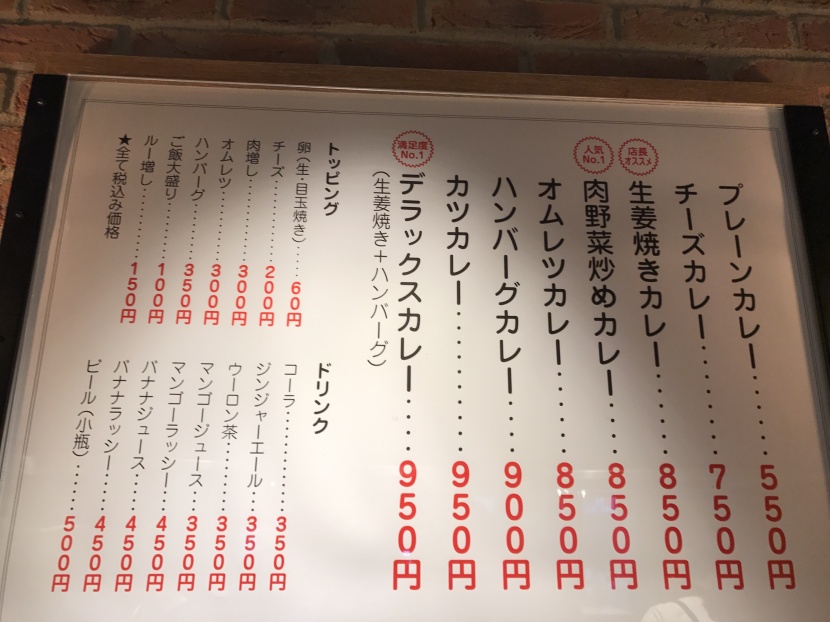 プレーンカレー・・・・・・550円
チーズカレー・・・・・・・750円
店長オススメ
生姜焼きカレー・・・・・850円
人気No.1
肉野菜炒めカレー・・・・850円
オムレツカレー・・・・・850円
ハンバーグカレー・・・・900円
カツカレー・・・・・・・・950円
満足度No.1
デラックスカレー・・・・950円
(生姜焼き+ハンバーグ)
トッピング
卵(生・目玉焼き)・・・・60円
チーズ・・・・・・・・・・200円
肉増し・・・・・・・・・・300円
オムレツ・・・・・・・・・300円
ハンバーグ・・・・・・・・350円
ご飯大盛り・・・・・・・・100円
ルー増し・・・・・・・・・150円
★全て税込み価格
ドリンク
コーラ・・・・・・・・・・350円
ジンジャーエール・・・350円
ウーロン茶・・・・・・・・350円
マンゴージュース・・・350円
マンゴーラッシー・・・450円
バナナジュース・・・・・450円
バナナラッシー・・・・・450円
ビール(小瓶)・・・・・・500円